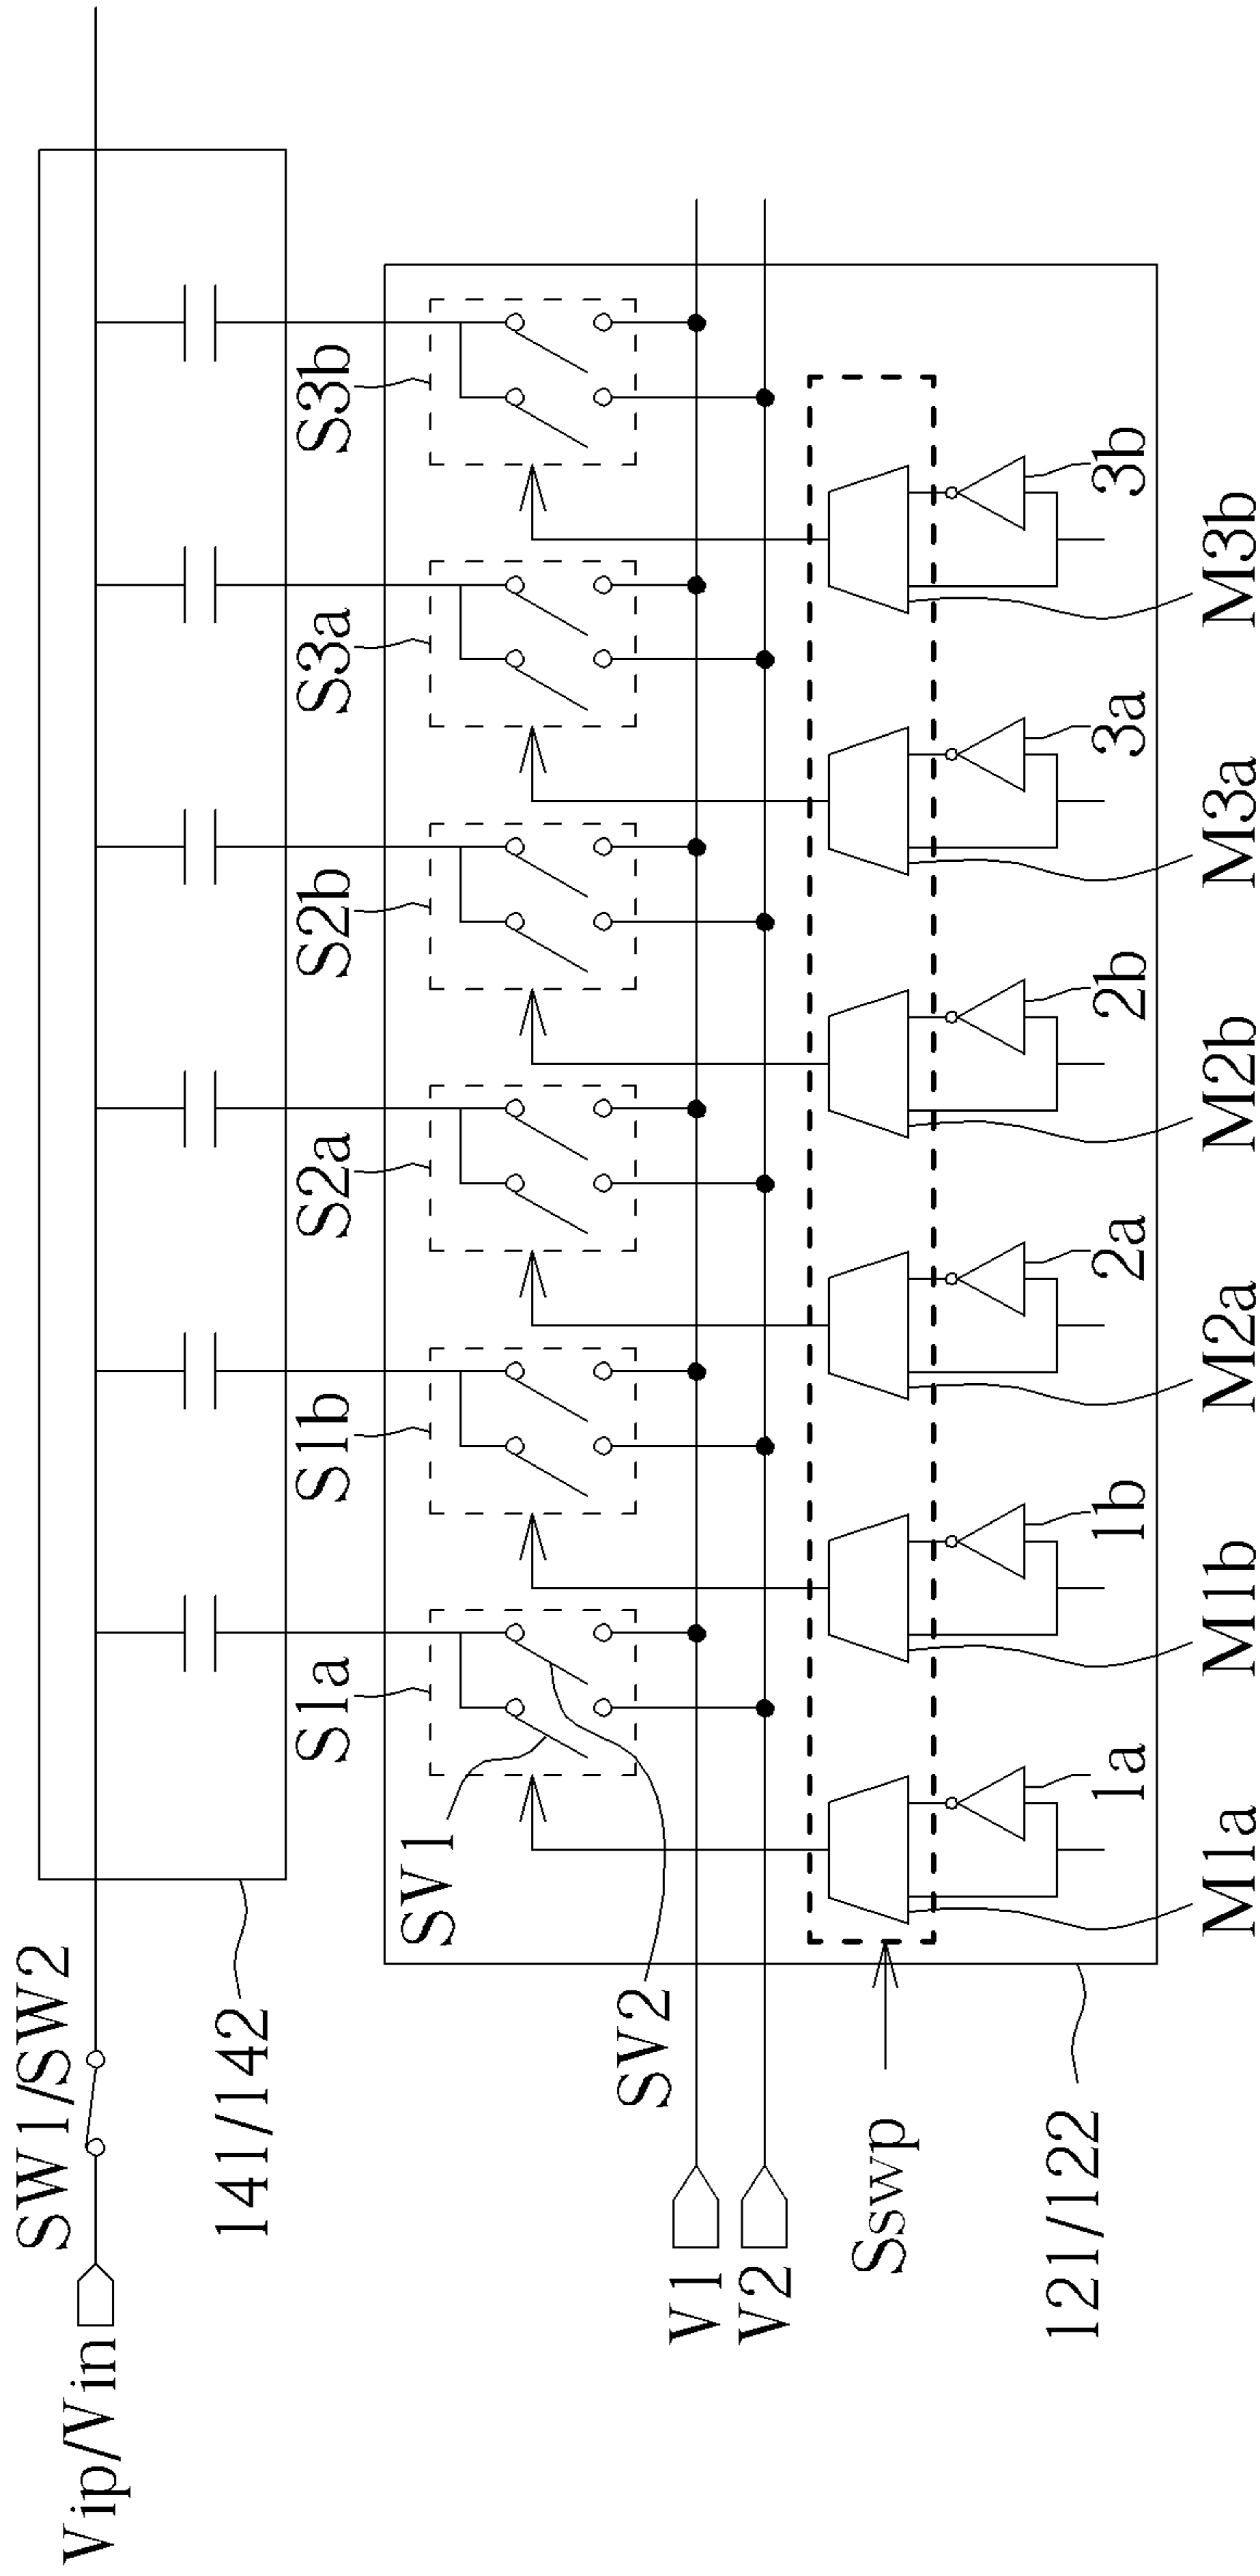 Vip/Vin
SW1/SW2
141/142
S1a
S1b
S2a
S2b
S3a
S3b
SV1
SV2
V1
V2
Sswp
121/122
1a
1b
2a
2b
3a
3b
M1a
M1b
M2a
M2b
M3a
M3b